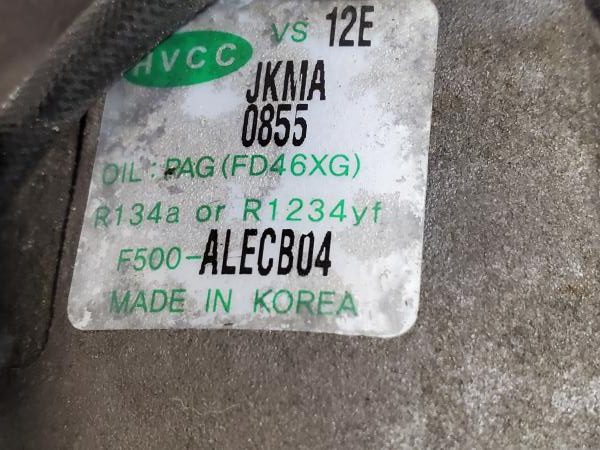 HVCC VS 12E
JKMA
0855
OIL : PAG (FD46XG)
R134a or R1234yf
F500-ALECB04
MADE IN KOREA